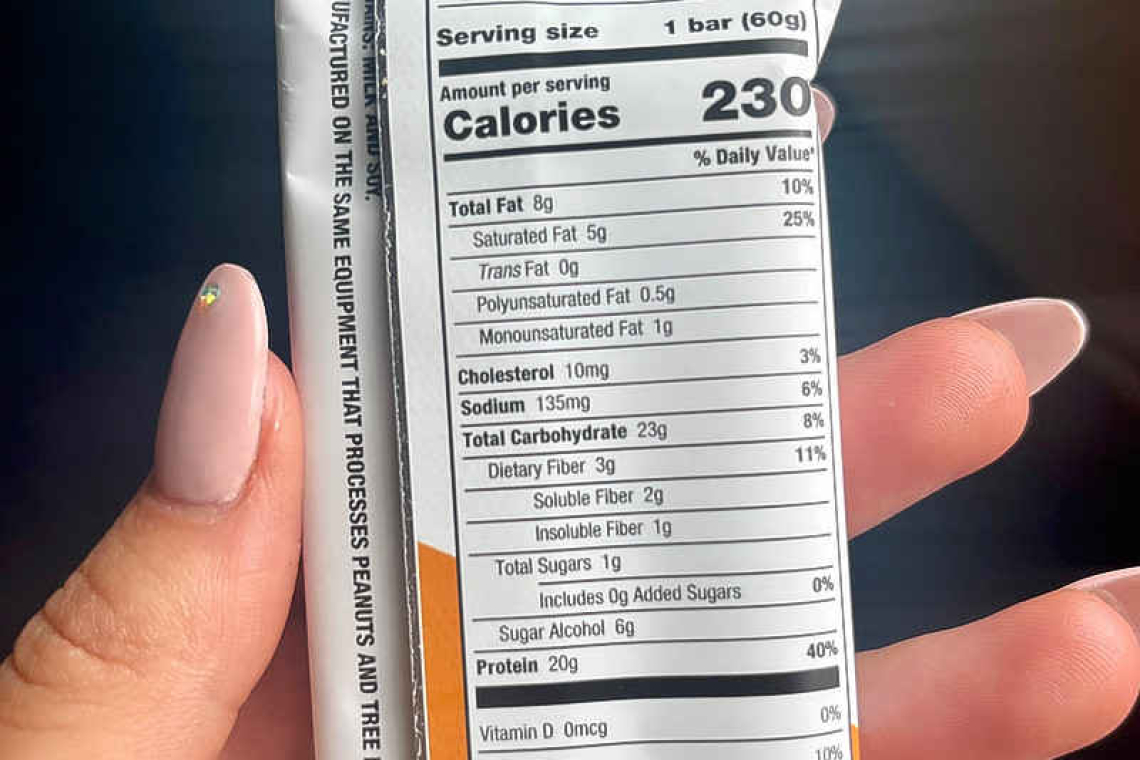 Serving size 1 bar (60g)
Amount per serving
Calories 230
% Daily Value*
Total Fat 8g 10%
Saturated Fat 5g 25%
Trans Fat 0g
Polyunsaturated Fat 0.5g
Monounsaturated Fat 1g
Cholesterol 10mg 3%
Sodium 135mg 6%
Total Carbohydrate 23g 8%
Dietary Fiber 3g 11%
Soluble Fiber 2g
Insoluble Fiber 1g
Total Sugars 1g
Includes 0g Added Sugars 0%
Sugar Alcohol 6g
Protein 20g 40%
Vitamin D 0mcg 0%
10%
MILK AND SOY.
UFACTURED ON THE SAME EQUIPMENT THAT PROCESSES PEANUTS AND TREE